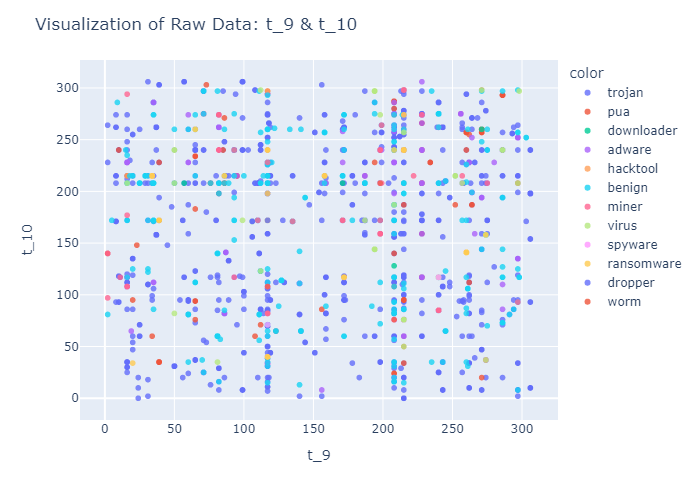 Visualization of Raw Data: t_9 & t_10
color
trojan
pua
downloader
adware
hacktool
benign
miner
virus
spyware
ransomware
dropper
worm
t_10
300
250
200
150
100
50
0
0 50 100 150 200 250 300
t_9